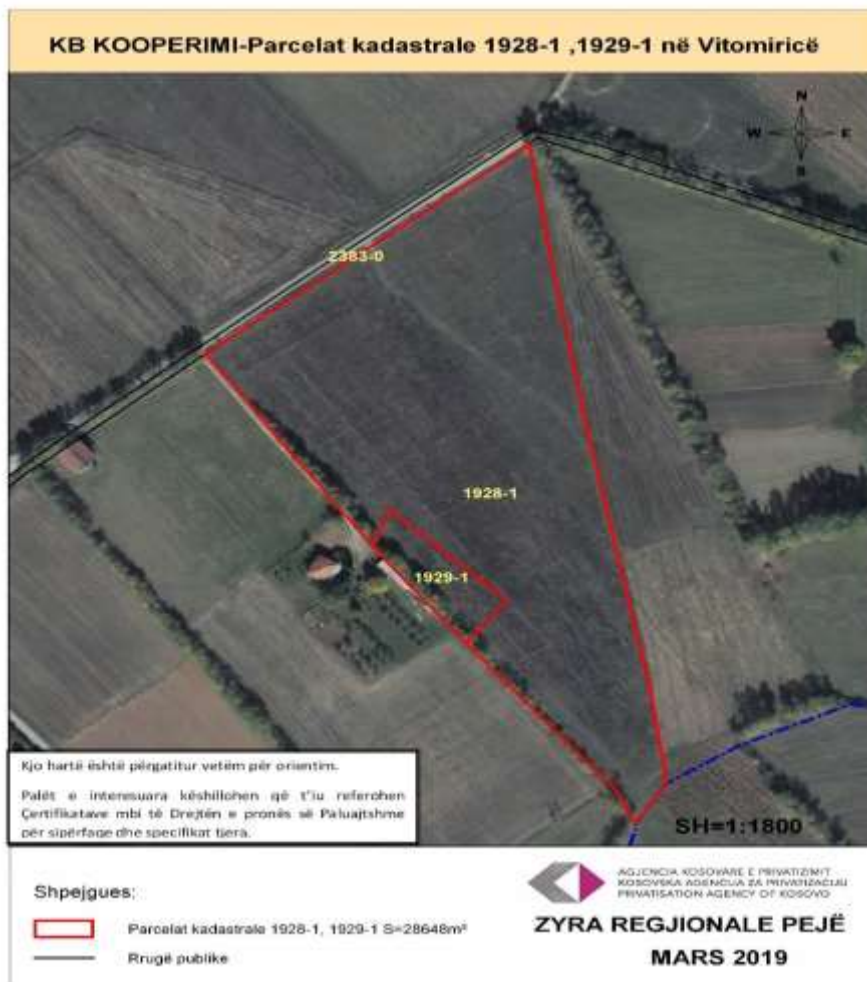 KB KOOPERIMI-Parcelat kadastrale 1928-1 ,1929-1 në Vitomiricë
N
W E
S
2383-0
1928-1
1929-1
Kjo hartë është përgatitur vetëm për orientim.
Palët e interesuara këshillohen që t'iu referohen
Çertifikatave mbi të Drejtën e pronës së Paluajtshme
për sipërfaqe dhe specifikat tjera.
SH=1:1800
Shpejgues:
Parcelat kadastrale 1928-1, 1929-1 S=28648m²
Rrugë publike
AGJENCIA KOSOVARE E PRIVATIZIMIT
KOSOVSKA AGENCIJA ZA PRIVATIZACIJU
PRIVATISATION AGENCY OF KOSOVO
ZYRA REGJIONALE PEJË
MARS 2019